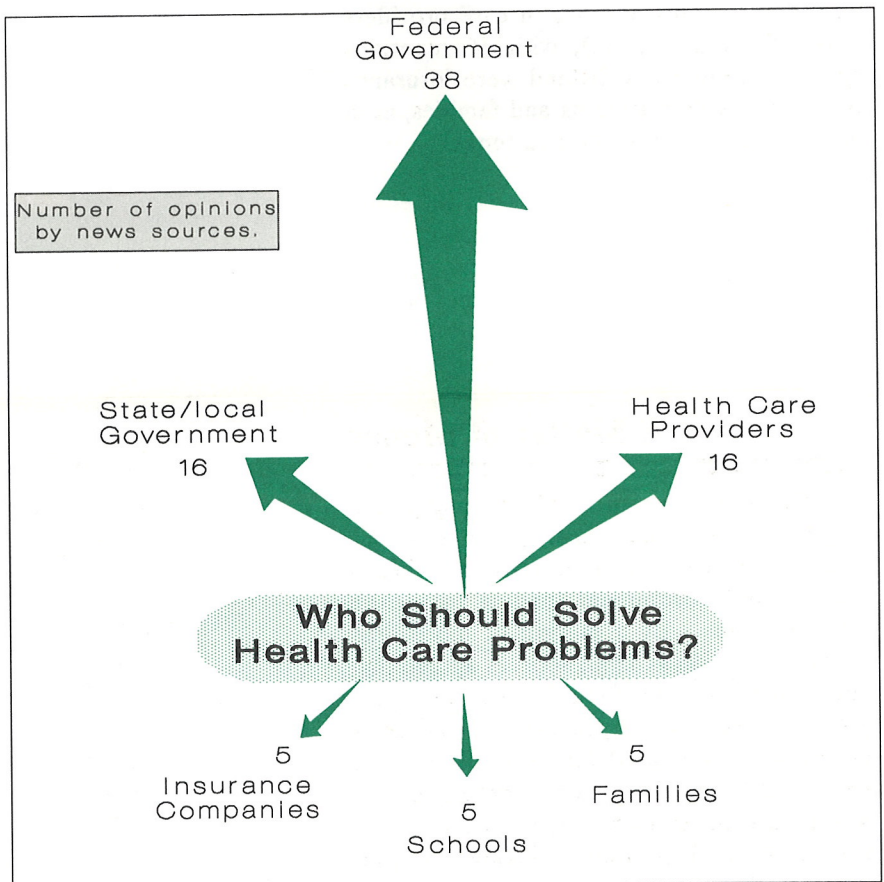 Federal
Government
38
Number of opinions
by news sources.
State/local
Government
16
Health Care
Providers
16
Who Should Solve
Health Care Problems?
5
Insurance
Companies
5
Schools
5
Families